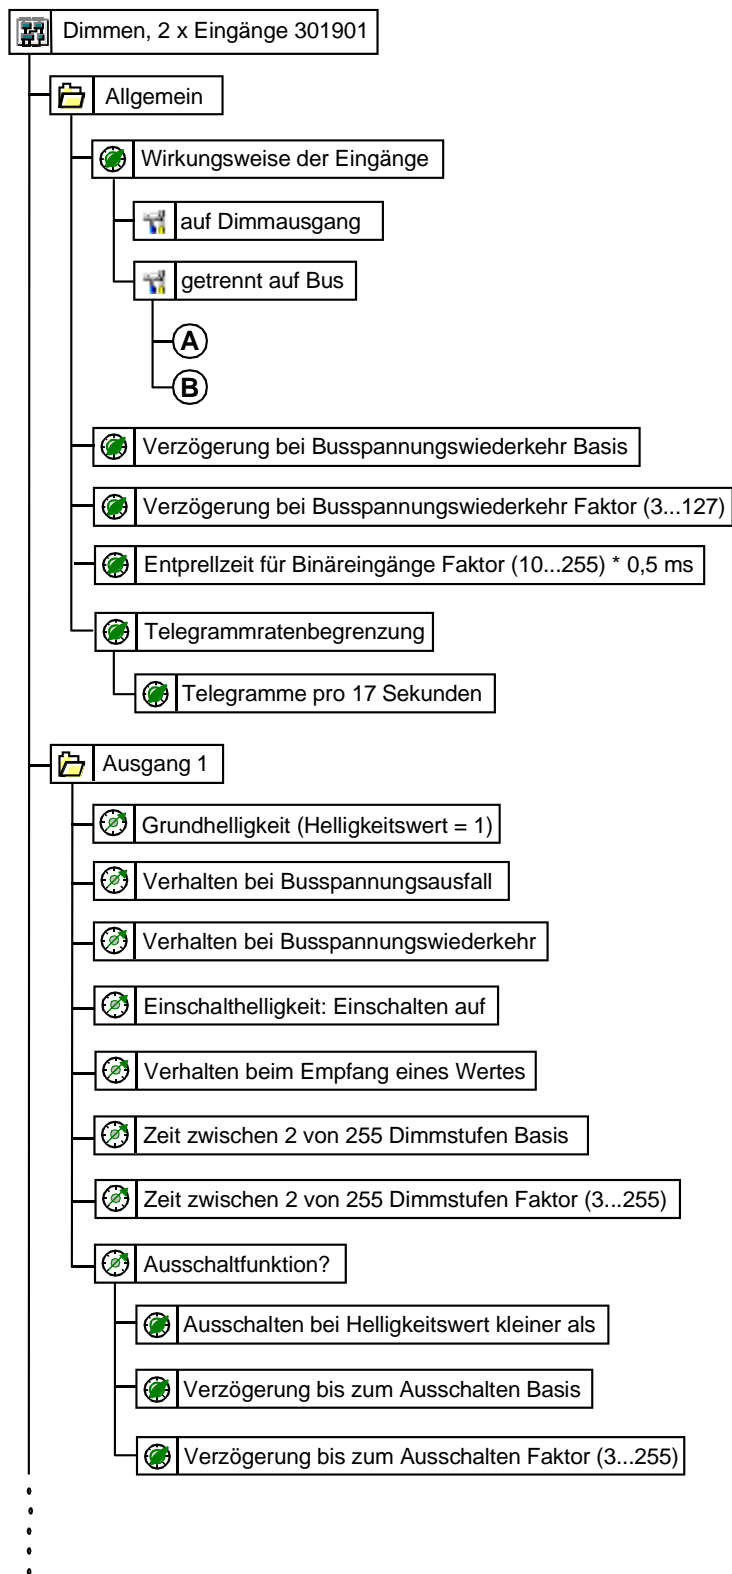 Dimmen, 2 x Eingänge 301901
Allgemein
Wirkungsweise der Eingänge
auf Dimmausgang
getrennt auf Bus
A
B
Verzögerung bei Busspannungswiederkehr Basis
Verzögerung bei Busspannungswiederkehr Faktor (3...127)
Entprellzeit für Binäreingänge Faktor (10...255) * 0,5 ms
Telegrammratenbegrenzung
Telegramme pro 17 Sekunden
Ausgang 1
Grundhelligkeit (Helligkeitswert = 1)
Verhalten bei Busspannungsausfall
Verhalten bei Busspannungswiederkehr
Einschalthelligkeit: Einschalten auf
Verhalten beim Empfang eines Wertes
Zeit zwischen 2 von 255 Dimmstufen Basis
Zeit zwischen 2 von 255 Dimmstufen Faktor (3...255)
Ausschaltfunktion?
Ausschalten bei Helligkeitswert kleiner als
Verzögerung bis zum Ausschalten Basis
Verzögerung bis zum Ausschalten Faktor (3...255)